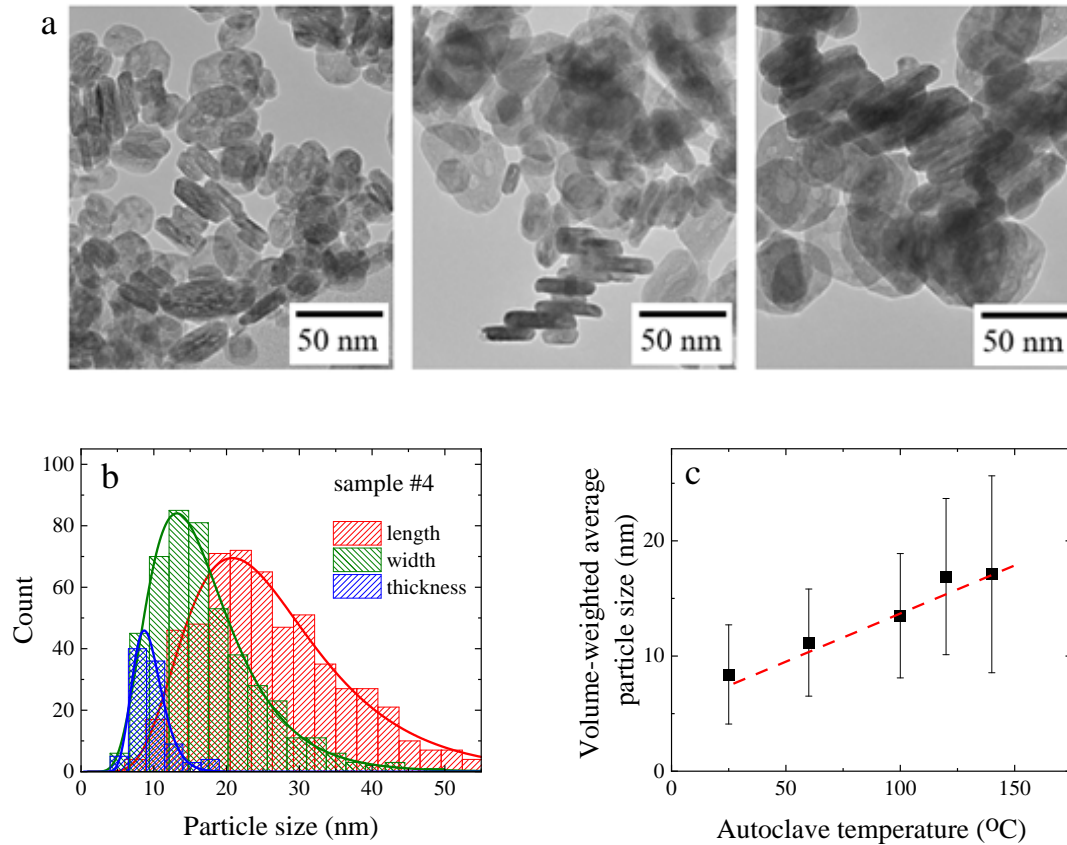 a
50 nm
50 nm
50 nm
b
sample #4
length
width
thickness
Count
100
80
60
40
20
0
0
10
20
30
40
50
Particle size (nm)
c
Volume-weighted average
particle size (nm)
20
10
0
0
50
100
150
Autoclave temperature (ºC)